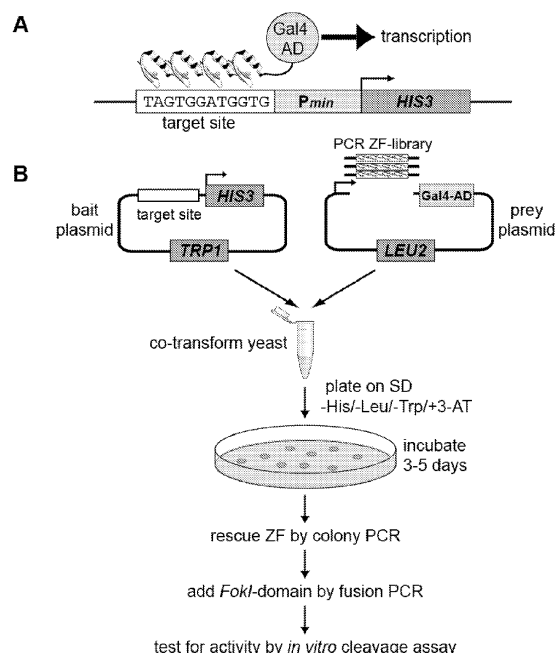 A
Gal4
AD
transcription
TAGTGGATGGTG
Pmin
HIS3
target site
B
PCR ZF-library
bait
plasmid
target site
HIS3
TRP1
Gal4-AD
LEU2
prey
plasmid
co-transform yeast
plate on SD
-His/-Leu/-Trp/+3-AT
incubate
3-5 days
rescue ZF by colony PCR
add FokI-domain by fusion PCR
test for activity by in vitro cleavage assay